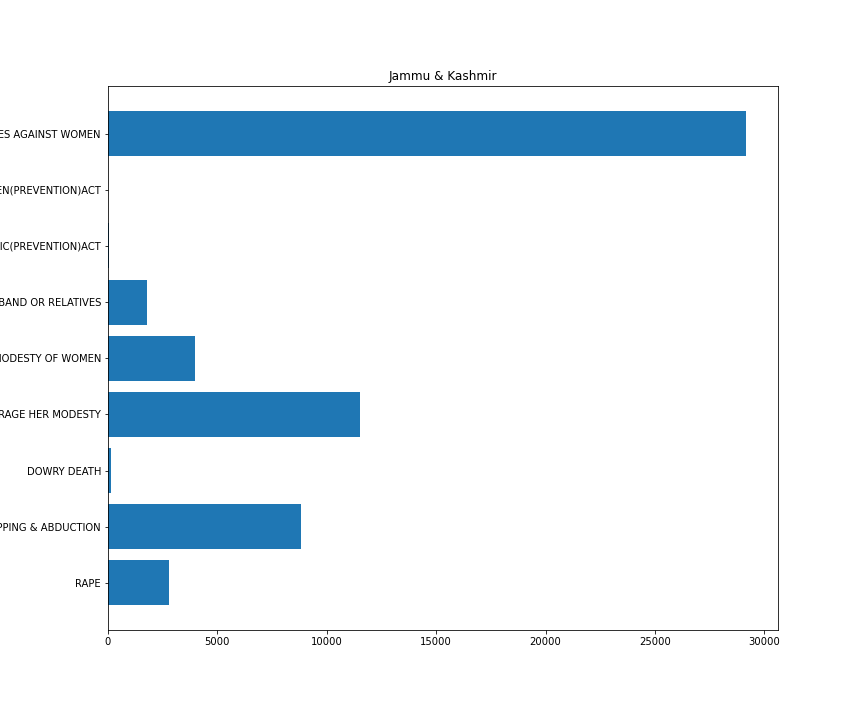 Jammu & Kashmir
ES AGAINST WOMEN
EN(PREVENTION)ACT
IC(PREVENTION)ACT
BAND OR RELATIVES
MODESTY OF WOMEN
RAGE HER MODESTY
DOWRY DEATH
PPING & ABDUCTION
RAPE
0 5000 10000 15000 20000 25000 30000